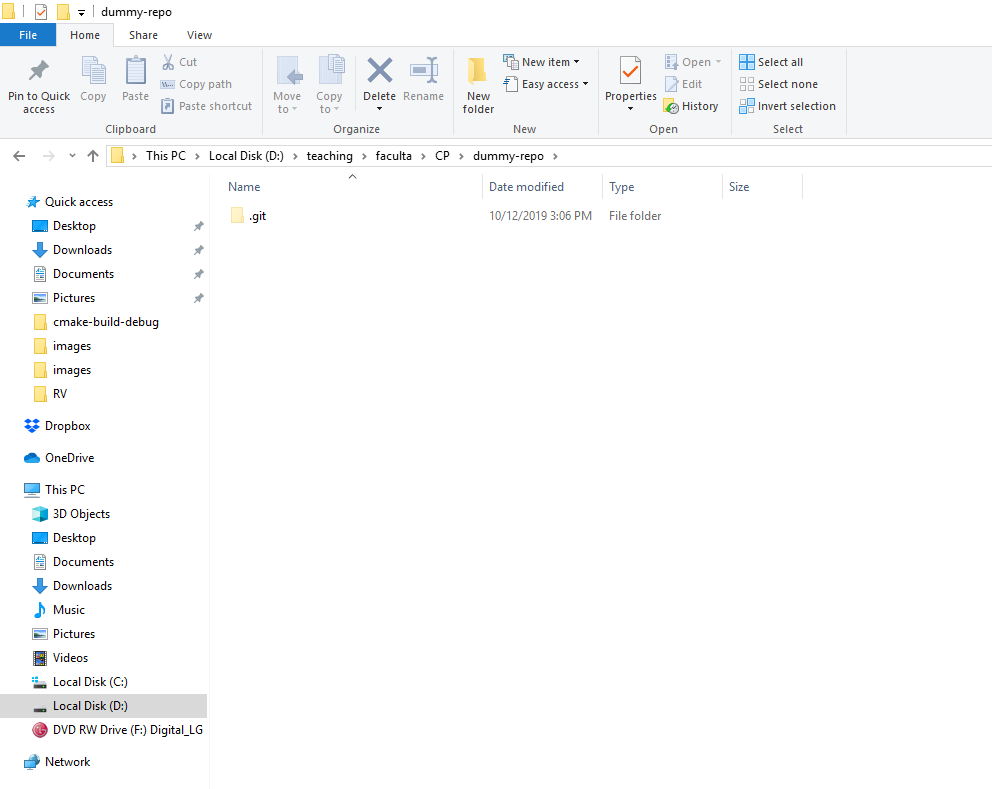 dummy-repo
File Home Share View
Pin to Quick access
Copy
Paste
Cut
Copy path
Paste shortcut
Clipboard
Move to
Copy to
Delete
Rename
Organize
New folder
New item
Easy access
New
Properties
Open
Edit
History
Open
Select all
Select none
Invert selection
Select
This PC > Local Disk (D:) > teaching > faculta > CP > dummy-repo >
Name Date modified Type Size
.git 10/12/2019 3:06 PM File folder
Quick access
Desktop
Downloads
Documents
Pictures
cmake-build-debug
images
images
RV
Dropbox
OneDrive
This PC
3D Objects
Desktop
Documents
Downloads
Music
Pictures
Videos
Local Disk (C:)
Local Disk (D:)
DVD RW Drive (F:) Digital_LG
Network